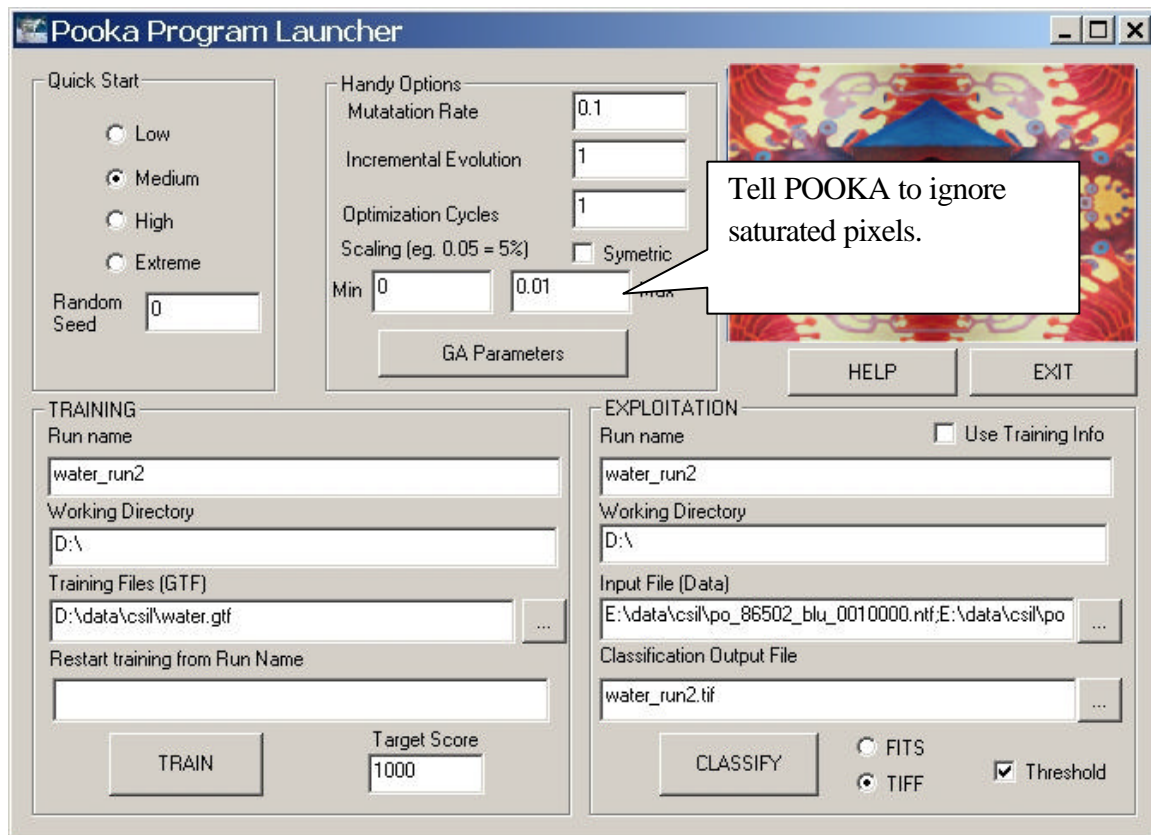 Pooka Program Launcher
Quick Start
Low
Medium
High
Extreme
Random Seed
0
Handy Options
Mutatation Rate
0.1
Incremental Evolution
1
Optimization Cycles
1
Scaling (eg. 0.05 = 5%)
Symetric
Min
0
0.01
Max
GA Parameters
Tell POOKA to ignore
saturated pixels.
HELP
EXIT
TRAINING
Run name
water_run2
Working Directory
D:\
Training Files (GTF)
D:\data\csil\water.gtf
...
Restart training from Run Name
TRAIN
Target Score
1000
EXPLOITATION
Run name
Use Training Info
water_run2
Working Directory
D:\
Input File (Data)
E:\data\csil\po_86502_blu_0010000.ntf;E:\data\csil\po
...
Classification Output File
water_run2.tif
...
CLASSIFY
FITS
TIFF
Threshold